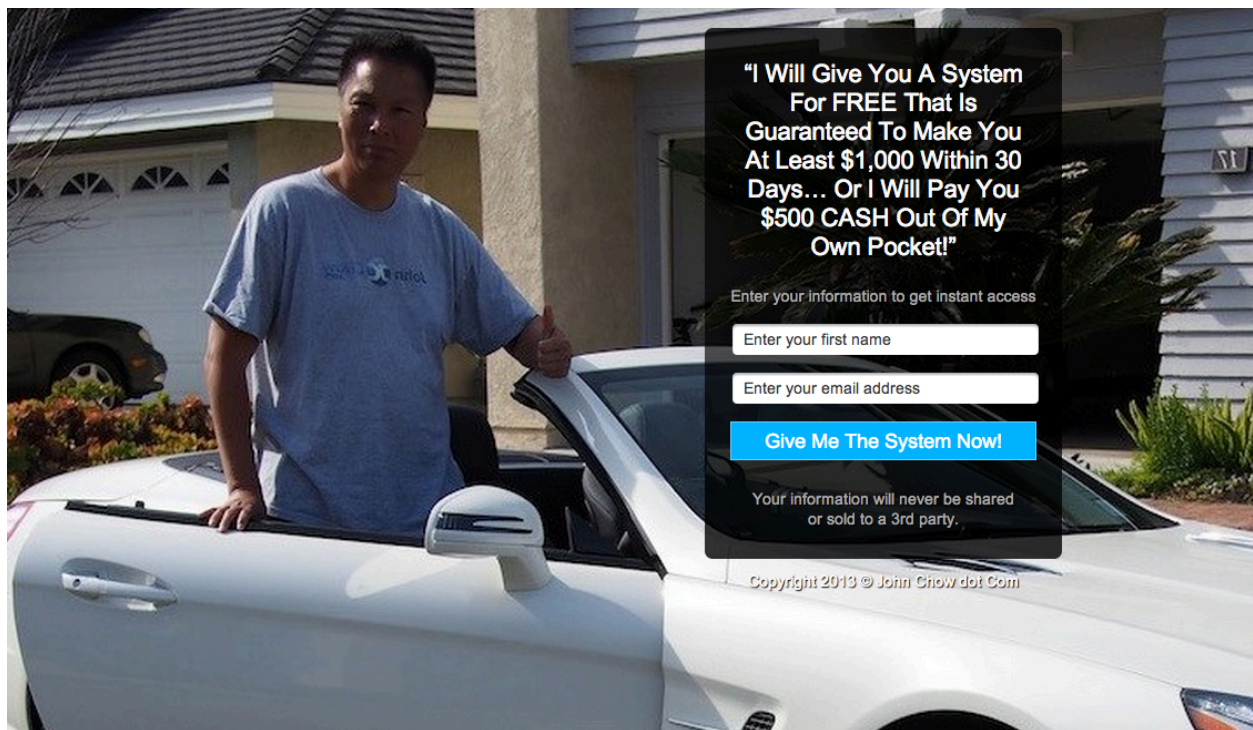 “I Will Give You A System
For FREE That Is
Guaranteed To Make You
At Least $1,000 Within 30
Days… Or I Will Pay You
$500 CASH Out Of My
Own Pocket!”
Enter your information to get instant access
Enter your first name
Enter your email address
Give Me The System Now!
Your information will never be shared
or sold to a 3rd party.
Copyright 2013 © John Chow dot Com
John
17